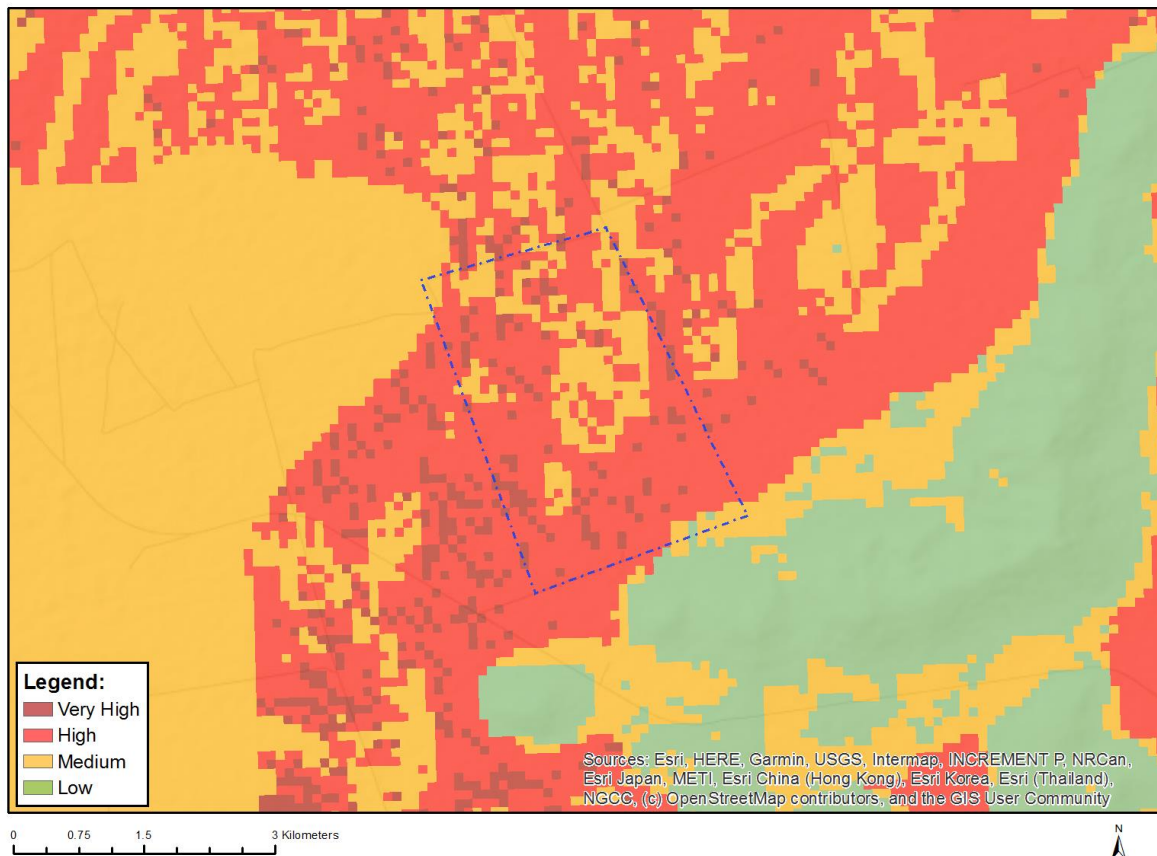 Legend:
Very High
High
Medium
Low
Sources: Esri, HERE, Garmin, USGS, Intermap, INCREMENT P, NRCan,
Esri Japan, METI, Esri China (Hong Kong), Esri Korea, Esri (Thailand),
NGCC, (c) OpenStreetMap contributors, and the GIS User Community
0 0.75 1.5 3 Kilometers
N